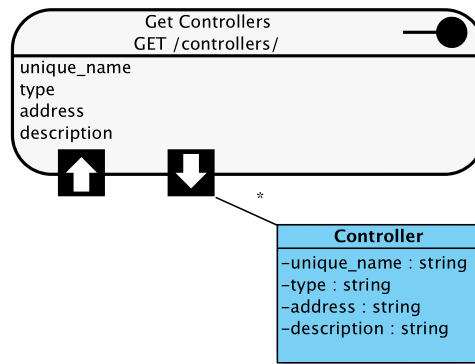 Get Controllers
GET /controllers/
unique_name
type
address
description
*
Controller
-unique_name : string
-type : string
-address : string
-description : string